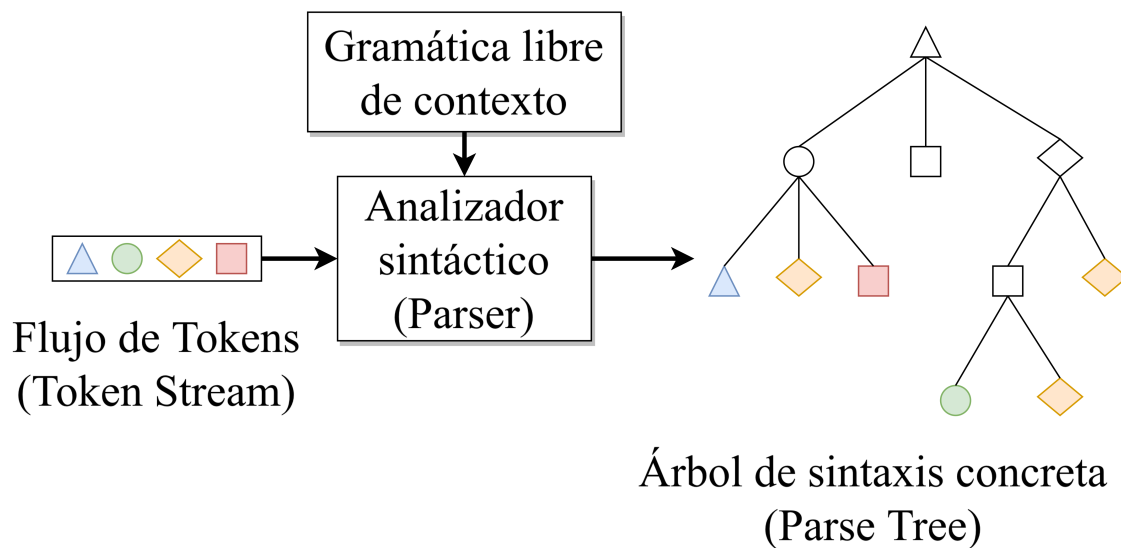 Gramática libre
de contexto
Analizador
sintáctico
(Parser)
Flujo de Tokens
(Token Stream)
Árbol de sintaxis concreta
(Parse Tree)